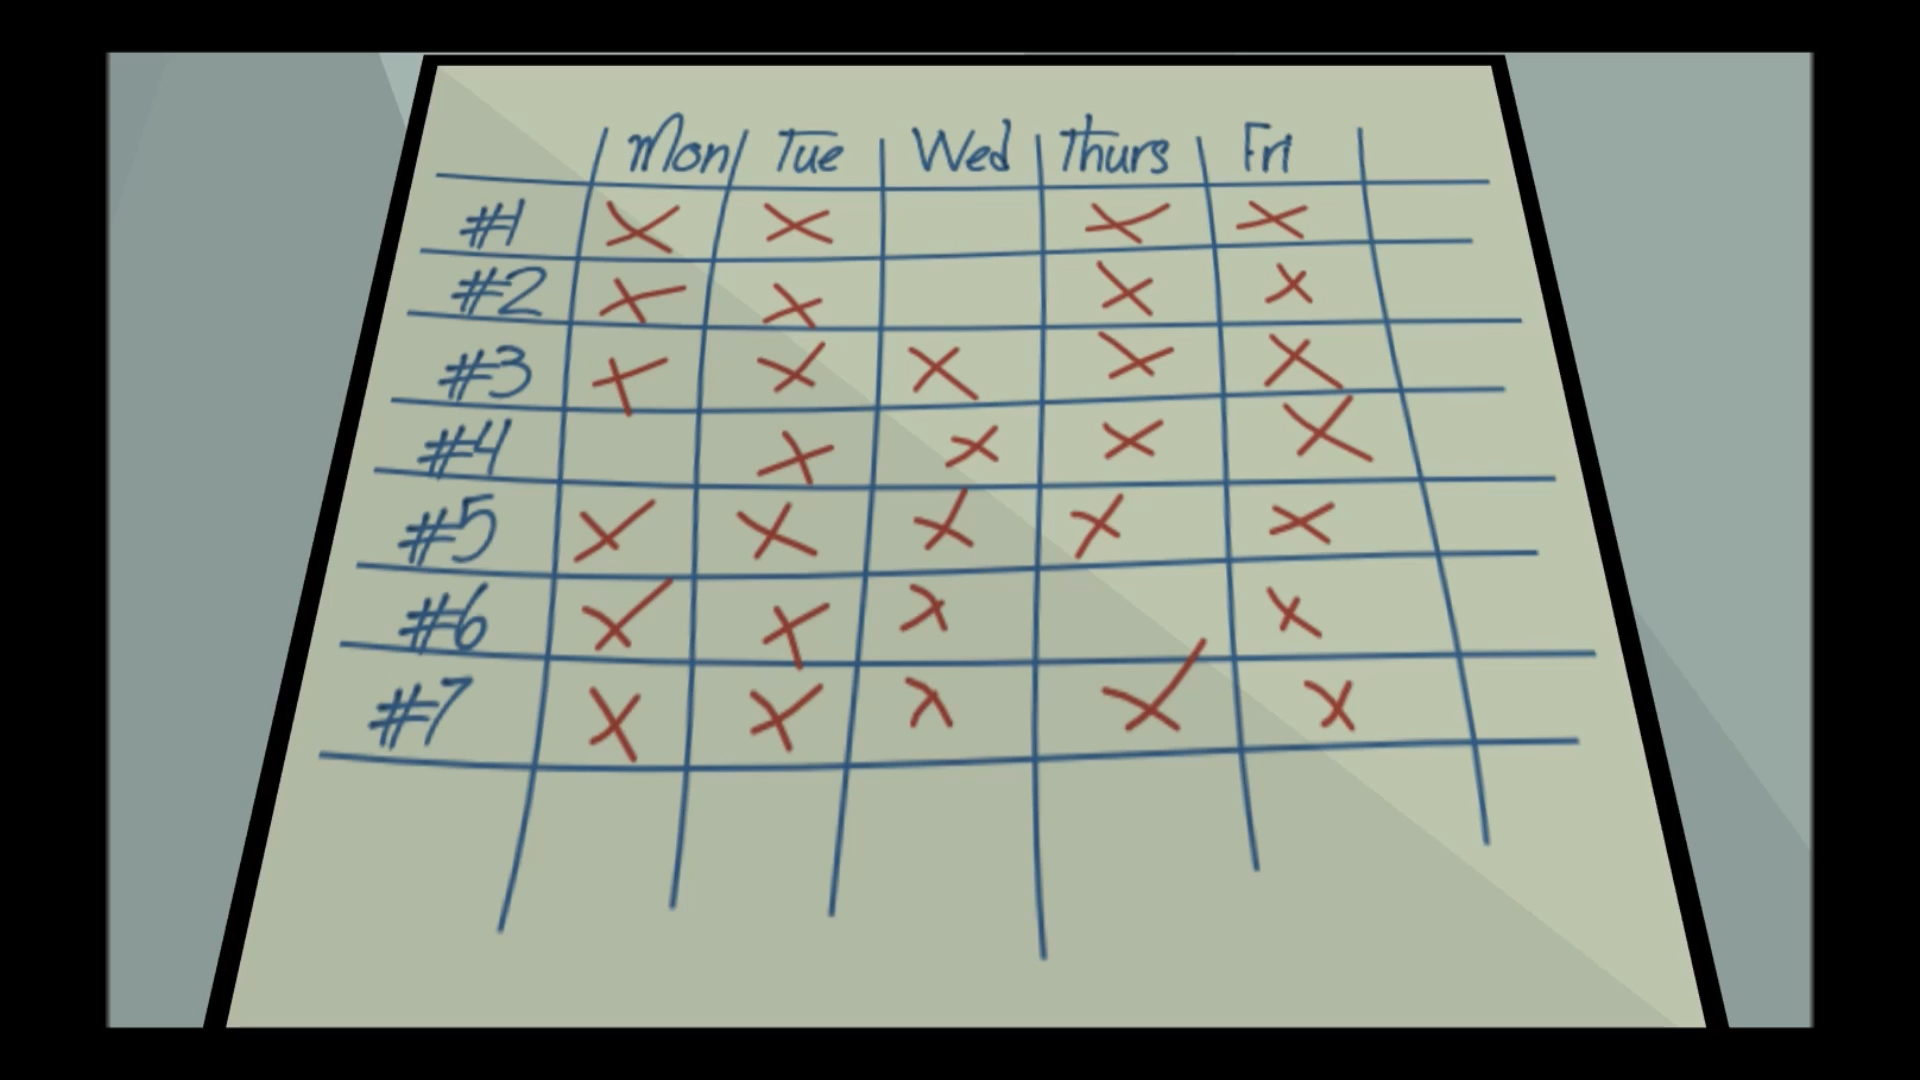 Mon Tue Wed Thurs Fri
#1 X X X X
#2 X X X X
#3 X X X X X
#4 X X X X
#5 X X X X X
#6 X X X X
#7 X X X X X